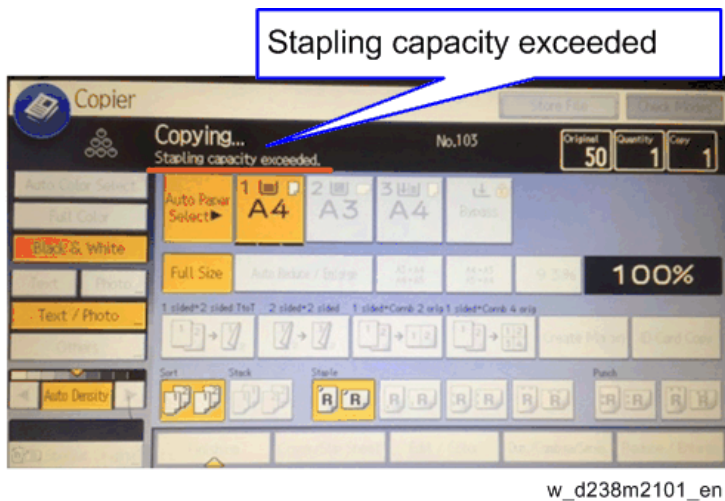 Stapling capacity exceeded
Copier
Store File
Check Modes
Copying...
No.103
Original
50
Quantity
1
Copy
1
Stapling capacity exceeded.
Auto Color Select
Full Color
Black & White
Text
Photo
Text / Photo
Others
Auto Density
Auto Paper
Select▶
1
A4
2
A3
3
A4
Bypass
Full Size
Auto Reduce / Enlarge
100%
1 sided→2 sided TtoT
2 sided→2 sided
1 sided→Comb 2 orig
1 sided→Comb 4 orig
ID Card Copy
Sort
Stack
Staple
Punch
w_d238m2101_en